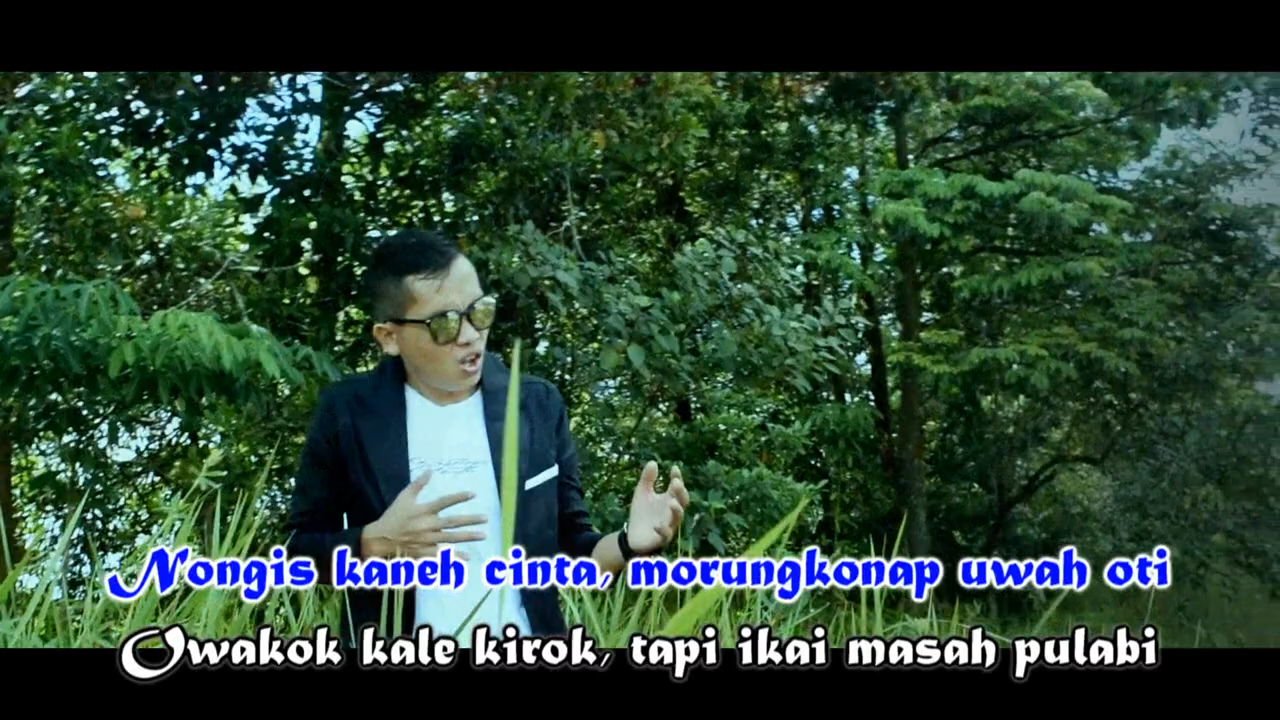 Nongis kaneh cinta, morungkonap uwah oti
Owakok kale kirok, tapi ikai masah pulabi